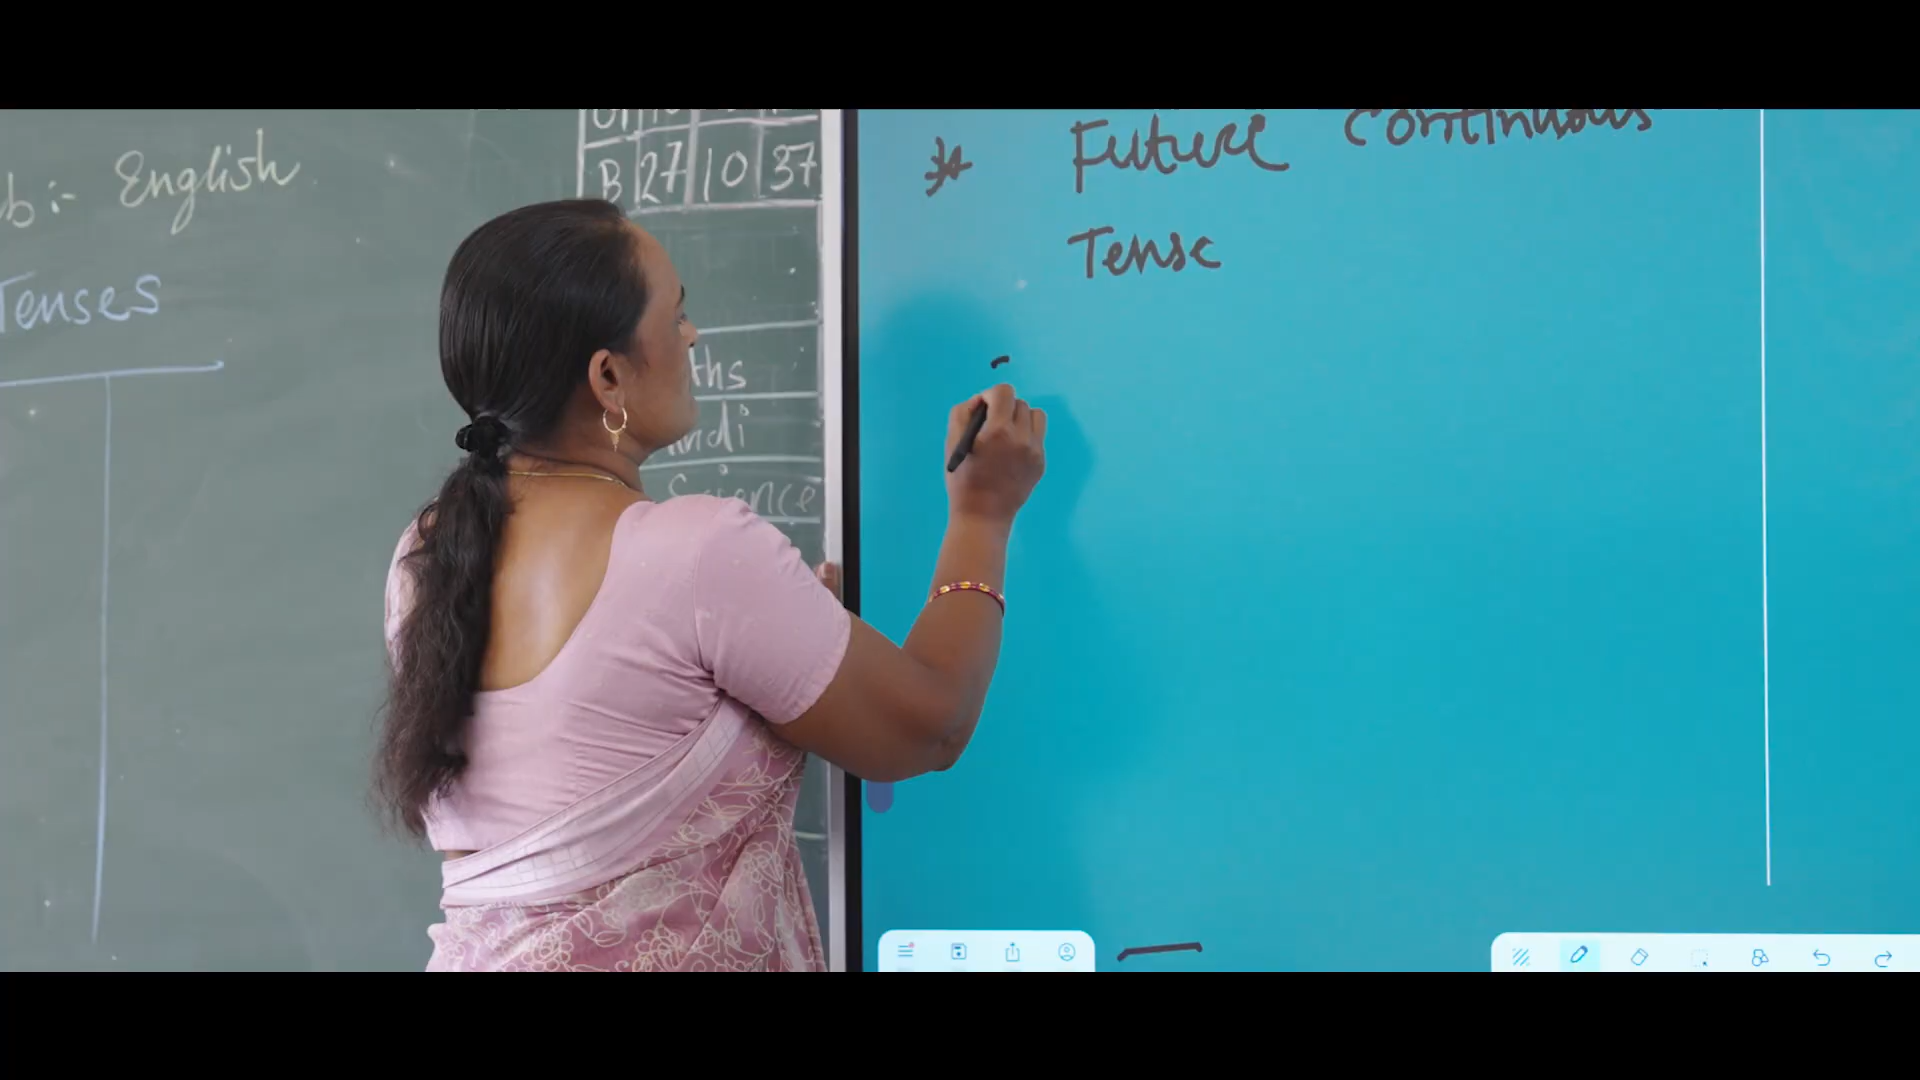 b :- English
Tenses
B 27 10 37
ths
ndi
Science
* Future Continuous
Tense